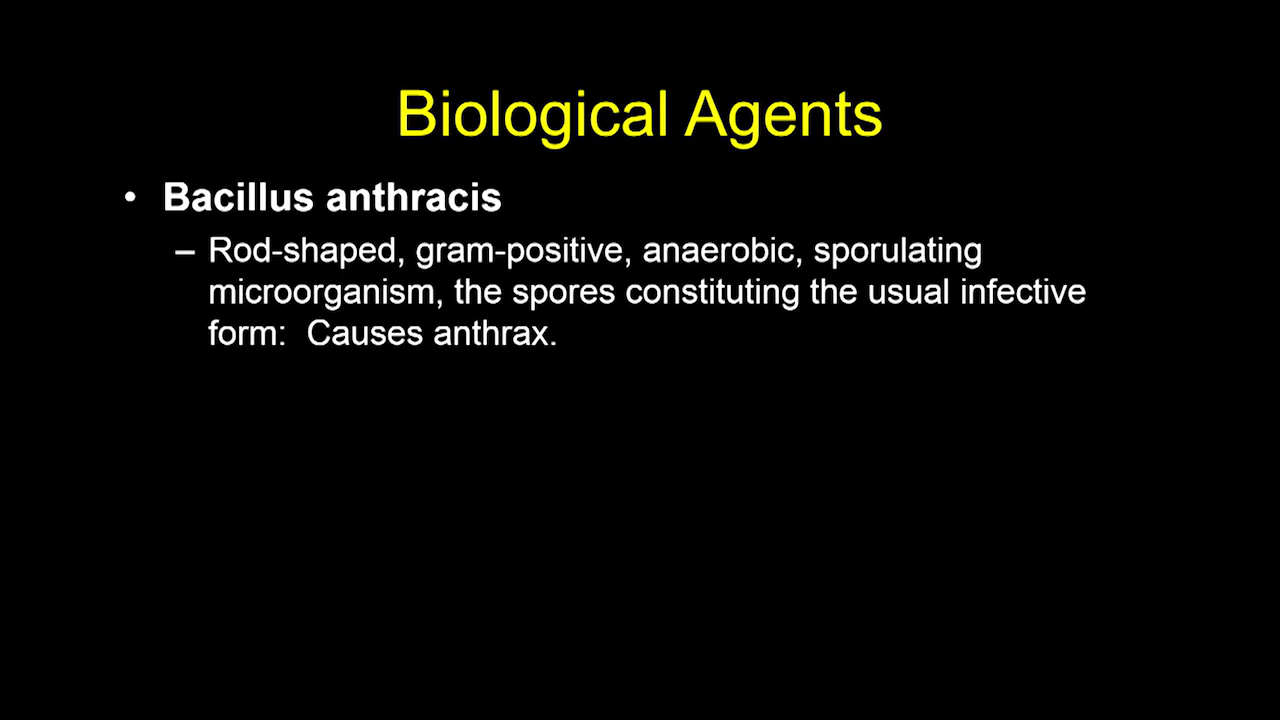 Biological Agents
• Bacillus anthracis
– Rod-shaped, gram-positive, anaerobic, sporulating
microorganism, the spores constituting the usual infective
form:  Causes anthrax.